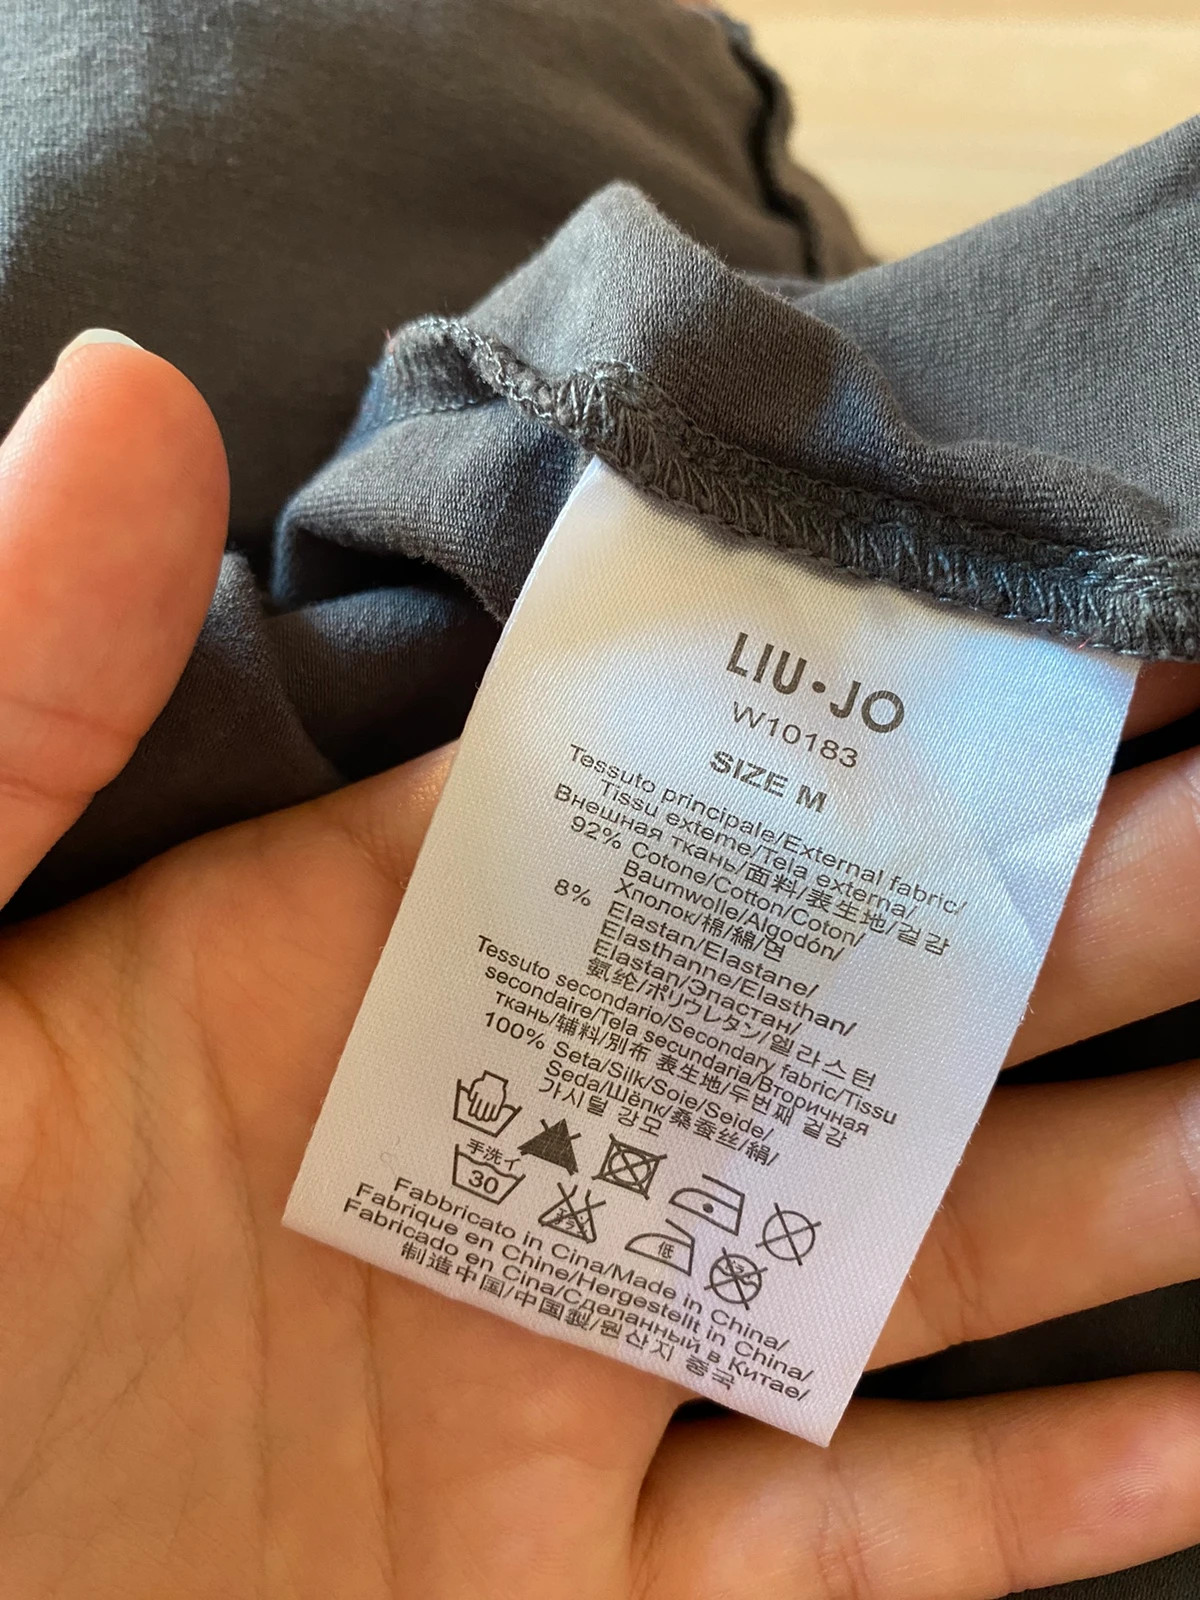 LIU·JO
W10183
SIZE M
Tessuto principale/External fabric/
Tissu externe/Tela externa/
Внешная ткань/面料/表生地/겉감
92% Cotone/Cotton/Coton/
Baumwolle/Algodón/
Хлопок/棉/綿/면
8% Elastan/Elastane/
Elasthanne/Elasthan/
Elastan/Эластан/
氨纶/ポリウレタン/엘라스턴
Tessuto secondario/Secondary fabric/Tissu
secondaire/Tela secundaria/Вторичная
ткань/辅料/別布 表生地/두번째 겉감
100% Seta/Silk/Soie/Seide/
Seda/Шёлк/桑蚕丝/絹/
가시털 강모
手洗イ
30
低
Fabbricato in Cina/Made in China/
Fabrique en Chine/Hergestellt in China/
Fabricado en Cina/Сделанный в Китае/
制造中国/中国製/원산지 중국